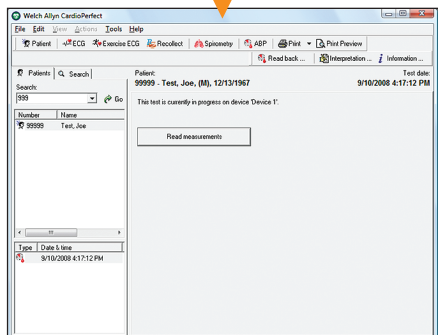 Welch Allyn CardioPerfect
File Edit View Actions Tools Help
Patient ECG Exercise ECG Recollect Spirometry ABP Print Print Preview
Read back ... Interpretation ... Information ...
Patients Search
Search:
999 Go
Number Name
99999 Test, Joe
Type Date & time
9/10/2008 4:17:12 PM
Patient: Test date:
99999 - Test, Joe, (M), 12/13/1967 9/10/2008 4:17:12 PM
This test is currently in progress on device 'Device 1'.
Read measurements